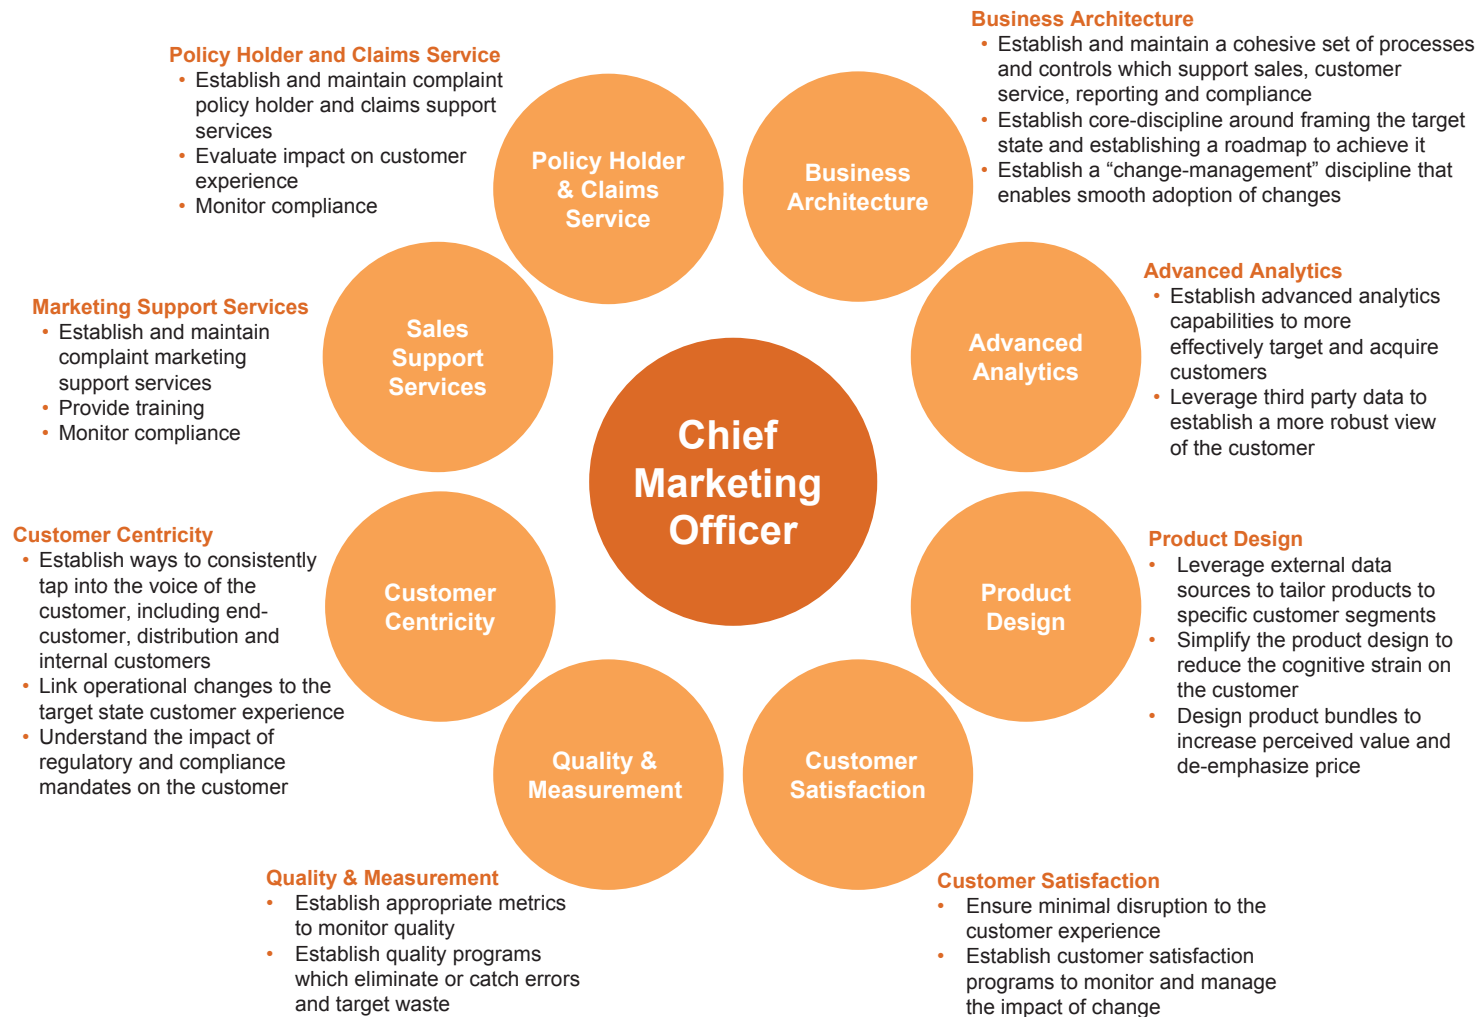 Business Architecture
• Establish and maintain a cohesive set of processes
and controls which support sales, customer
service, reporting and compliance
• Establish core-discipline around framing the target
state and establishing a roadmap to achieve it
• Establish a “change-management” discipline that
enables smooth adoption of changes
Policy Holder and Claims Service
• Establish and maintain complaint
policy holder and claims support
services
• Evaluate impact on customer
experience
• Monitor compliance
Policy Holder
& Claims
Service
Business
Architecture
Advanced Analytics
• Establish advanced analytics
capabilities to more
effectively target and acquire
customers
• Leverage third party data to
establish a more robust view
of the customer
Marketing Support Services
• Establish and maintain
complaint marketing
support services
• Provide training
• Monitor compliance
Sales
Support
Services
Advanced
Analytics
Chief
Marketing
Officer
Customer Centricity
• Establish ways to consistently
tap into the voice of the
customer, including end-
customer, distribution and
internal customers
• Link operational changes to the
target state customer experience
• Understand the impact of
regulatory and compliance
mandates on the customer
Customer
Centricity
Product
Design
Product Design
• Leverage external data
sources to tailor products to
specific customer segments
• Simplify the product design to
reduce the cognitive strain on
the customer
• Design product bundles to
increase perceived value and
de-emphasize price
Quality &
Measurement
Customer
Satisfaction
Quality & Measurement
• Establish appropriate metrics
to monitor quality
• Establish quality programs
which eliminate or catch errors
and target waste
Customer Satisfaction
• Ensure minimal disruption to the
customer experience
• Establish customer satisfaction
programs to monitor and manage
the impact of change